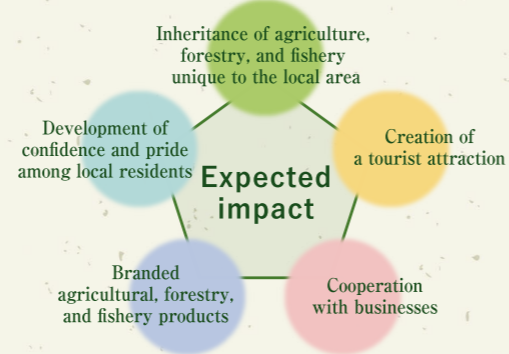 Inheritance of agriculture,
forestry, and fishery
unique to the local area
Development of
confidence and pride
among local residents
Creation of
a tourist attraction
Expected
impact
Branded
agricultural, forestry,
and fishery products
Cooperation
with businesses